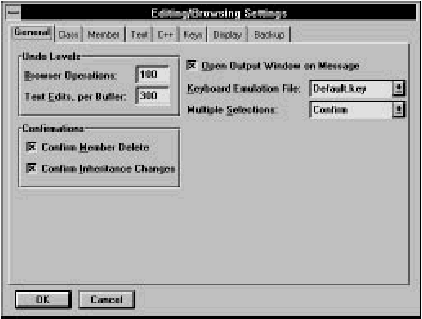 Editing/Browsing Settings
General Class Member Text C++ Keys Display Backup
Undo Levels
Browser Operations: 100
Text Edits, per Buffer: 300
Confirmations
Confirm Member Delete
Confirm Inheritance Changes
Open Output Window on Message
Keyboard Emulation File: Default.key
Multiple Selections: Confirm
OK Cancel